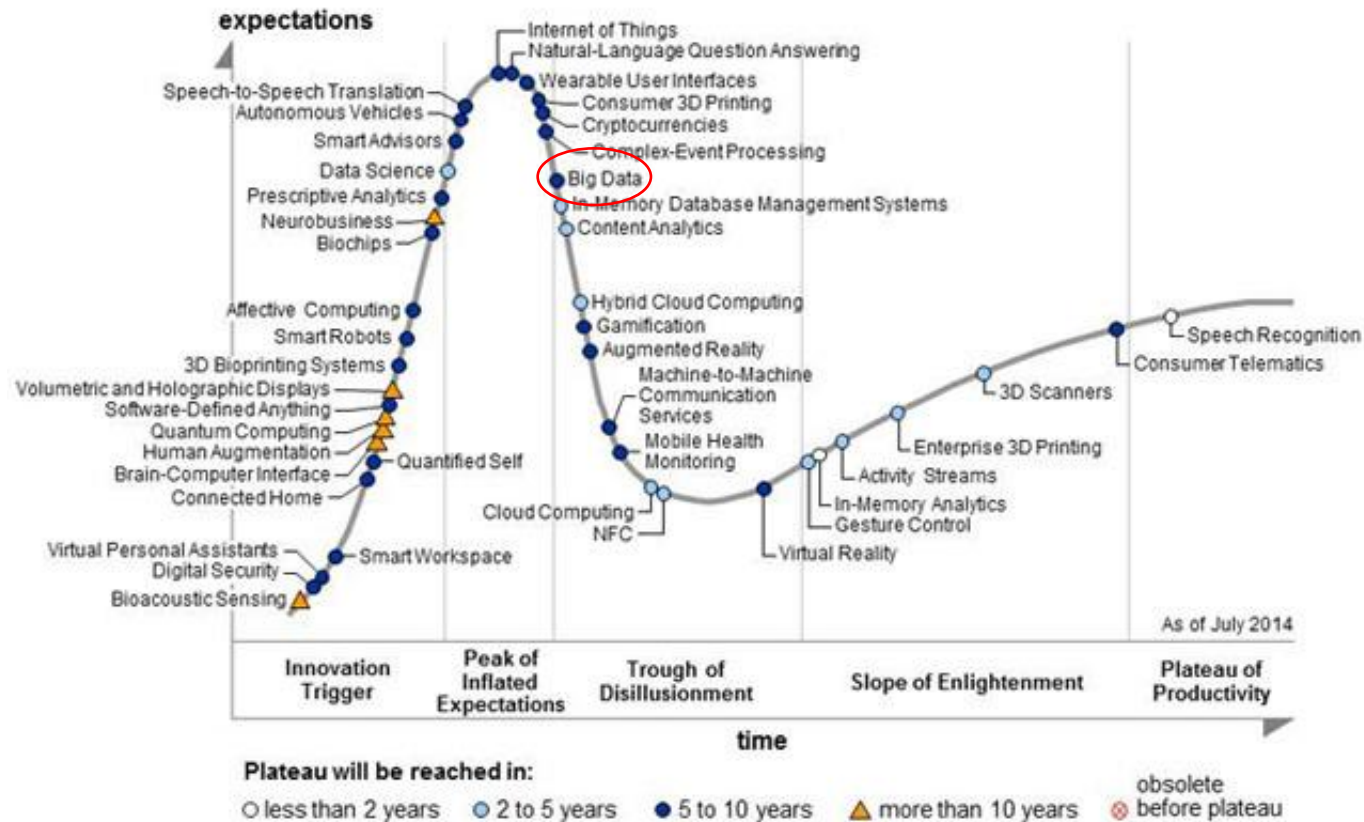 expectations
Internet of Things
Natural-Language Question Answering
Wearable User Interfaces
Consumer 3D Printing
Cryptocurrencies
Complex-Event Processing
Big Data
In-Memory Database Management Systems
Content Analytics
Hybrid Cloud Computing
Gamification
Augmented Reality
Machine-to-Machine
Communication
Services
Mobile Health
Monitoring
Speech-to-Speech Translation
Autonomous Vehicles
Smart Advisors
Data Science
Prescriptive Analytics
Neurobusiness
Biochips
Affective Computing
Smart Robots
3D Bioprinting Systems
Volumetric and Holographic Displays
Software-Defined Anything
Quantum Computing
Human Augmentation
Brain-Computer Interface
Quantified Self
Connected Home
Virtual Personal Assistants
Smart Workspace
Digital Security
Bioacoustic Sensing
Cloud Computing
NFC
Virtual Reality
Gesture Control
In-Memory Analytics
Activity Streams
Enterprise 3D Printing
3D Scanners
Consumer Telematics
Speech Recognition
As of July 2014
Innovation
Trigger
Peak of
Inflated
Expectations
Trough of
Disillusionment
Slope of Enlightenment
Plateau of
Productivity
time
Plateau will be reached in:
less than 2 years
2 to 5 years
5 to 10 years
more than 10 years
obsolete
before plateau